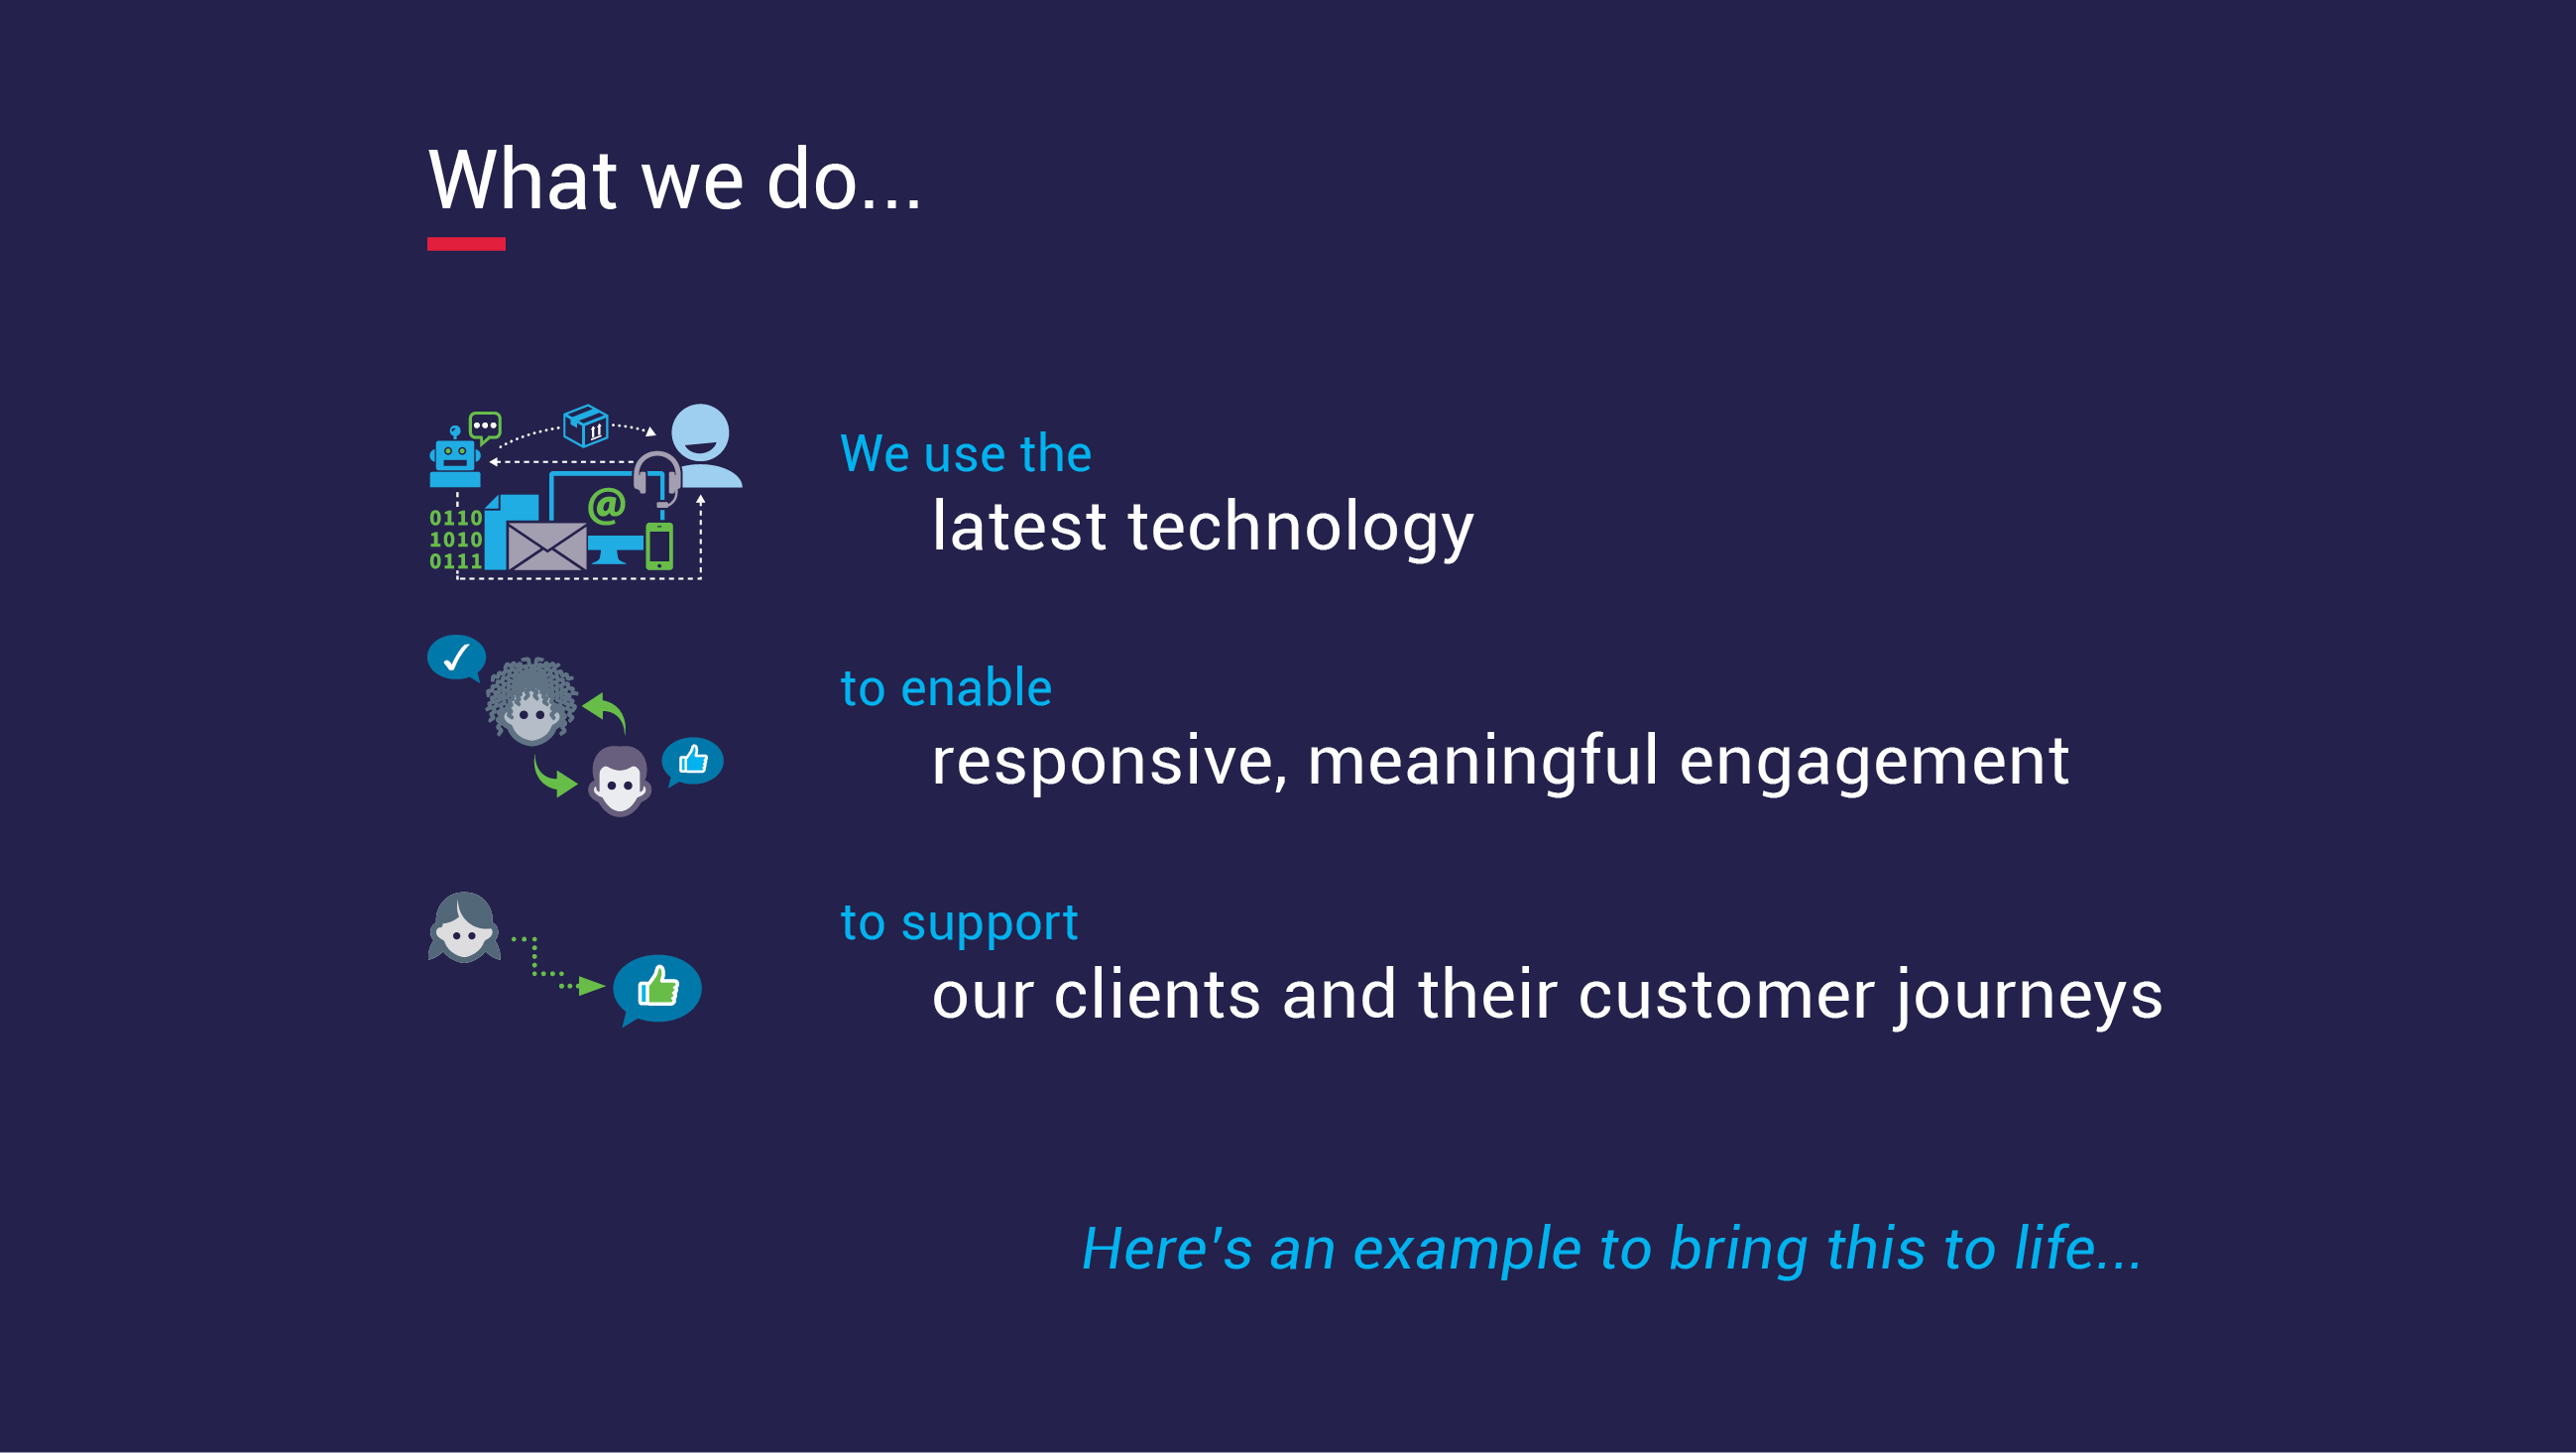 What we do...
We use the
latest technology
@
0110
1010
0111
to enable
responsive, meaningful engagement
to support
our clients and their customer journeys
Here's an example to bring this to life...